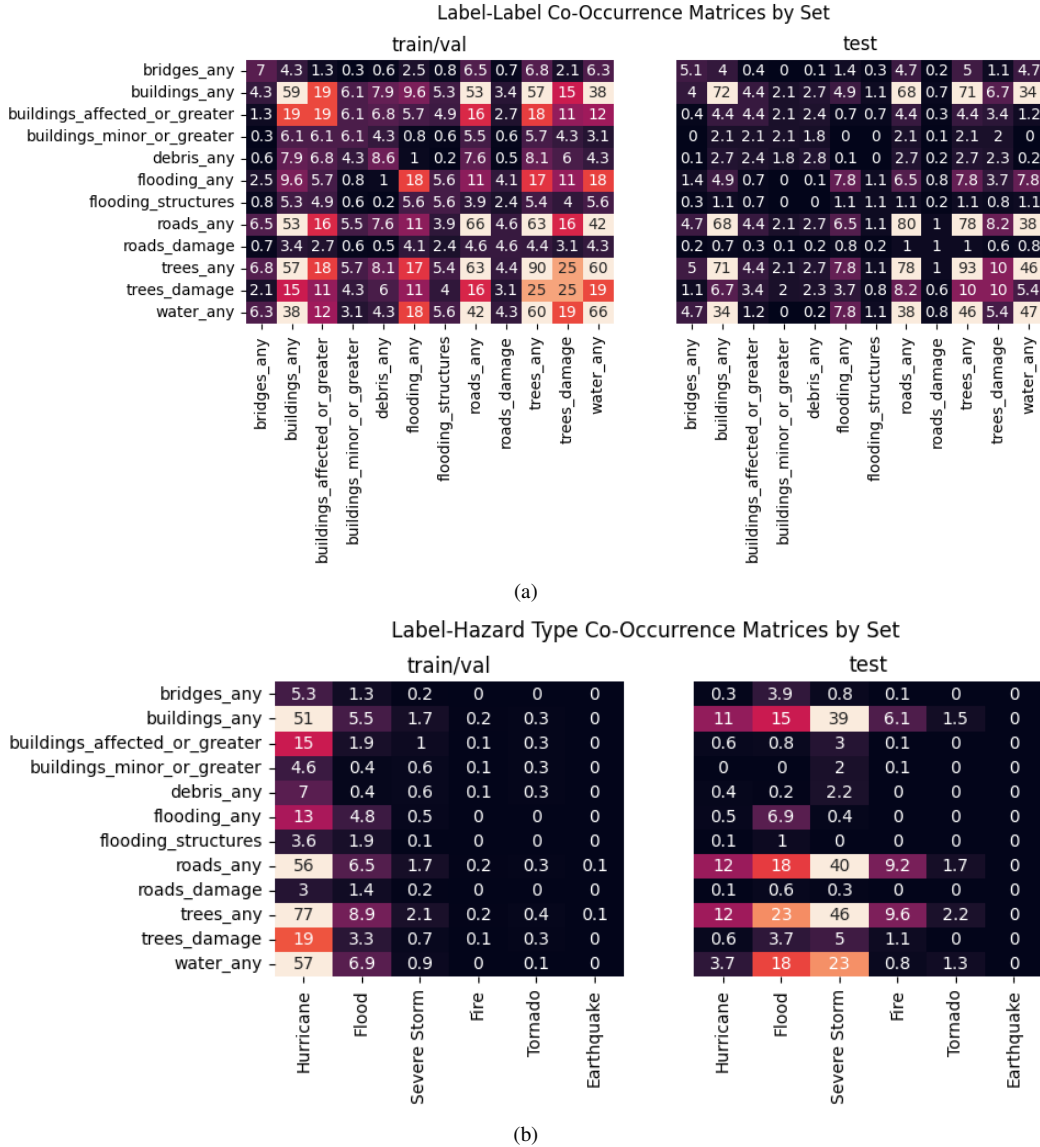 Label-Label Co-Occurrence Matrices by Set
train/val test
bridges_any 7 4.3 1.3 0.3 0.6 2.5 0.8 6.5 0.7 6.8 2.1 6.3 5.1 4 0.4 0 0.1 1.4 0.3 4.7 0.2 5 1.1 4.7
buildings_any 4.3 59 19 6.1 7.9 9.6 5.3 53 3.4 57 15 38 4 72 4.4 2.1 2.7 4.9 1.1 68 0.7 71 6.7 34
buildings_affected_or_greater 1.3 19 19 6.1 6.8 5.7 4.9 16 2.7 18 11 12 0.4 4.4 4.4 2.1 2.4 0.7 0.7 4.4 0.3 4.4 3.4 1.2
buildings_minor_or_greater 0.3 6.1 6.1 6.1 4.3 0.8 0.6 5.5 0.6 5.7 4.3 3.1 0 2.1 2.1 2.1 1.8 0 0 2.1 0.1 2.1 2 0
debris_any 0.6 7.9 6.8 4.3 8.6 1 0.2 7.6 0.5 8.1 6 4.3 0.1 2.7 2.4 1.8 2.8 0.1 0 2.7 0.2 2.7 2.3 0.2
flooding_any 2.5 9.6 5.7 0.8 1 18 5.6 11 4.1 17 11 18 1.4 4.9 0.7 0 0.1 7.8 1.1 6.5 0.8 7.8 3.7 7.8
flooding_structures 0.8 5.3 4.9 0.6 0.2 5.6 5.6 3.9 2.4 5.4 4 5.6 0.3 1.1 0.7 0 0 1.1 1.1 1.1 0.2 1.1 0.8 1.1
roads_any 6.5 53 16 5.5 7.6 11 3.9 66 4.6 63 16 42 4.7 68 4.4 2.1 2.7 6.5 1.1 80 1 78 8.2 38
roads_damage 0.7 3.4 2.7 0.6 0.5 4.1 2.4 4.6 4.6 4.4 3.1 4.3 0.2 0.7 0.3 0.1 0.2 0.8 0.2 1 1 1 0.6 0.8
trees_any 6.8 57 18 5.7 8.1 17 5.4 63 4.4 90 25 60 5 71 4.4 2.1 2.7 7.8 1.1 78 1 93 10 46
trees_damage 2.1 15 11 4.3 6 11 4 16 3.1 25 25 19 1.1 6.7 3.4 2 2.3 3.7 0.8 8.2 0.6 10 10 5.4
water_any 6.3 38 12 3.1 4.3 18 5.6 42 4.3 60 19 66 4.7 34 1.2 0 0.2 7.8 1.1 38 0.8 46 5.4 47
bridges_any buildings_any buildings_affected_or_greater buildings_minor_or_greater debris_any flooding_any flooding_structures roads_any roads_damage trees_any trees_damage water_any bridges_any buildings_any buildings_affected_or_greater buildings_minor_or_greater debris_any flooding_any flooding_structures roads_any roads_damage trees_any trees_damage water_any
(a)
Label-Hazard Type Co-Occurrence Matrices by Set
train/val test
bridges_any 5.3 1.3 0.2 0 0 0 0.3 3.9 0.8 0.1 0 0
buildings_any 51 5.5 1.7 0.2 0.3 0 11 15 39 6.1 1.5 0
buildings_affected_or_greater 15 1.9 1 0.1 0.3 0 0.6 0.8 3 0.1 0 0
buildings_minor_or_greater 4.6 0.4 0.6 0.1 0.3 0 0 0 2 0.1 0 0
debris_any 7 0.4 0.6 0.1 0.3 0 0.4 0.2 2.2 0 0 0
flooding_any 13 4.8 0.5 0 0 0 0.5 6.9 0.4 0 0 0
flooding_structures 3.6 1.9 0.1 0 0 0 0.1 1 0 0 0 0
roads_any 56 6.5 1.7 0.2 0.3 0.1 12 18 40 9.2 1.7 0
roads_damage 3 1.4 0.2 0 0 0 0.1 0.6 0.3 0 0 0
trees_any 77 8.9 2.1 0.2 0.4 0.1 12 23 46 9.6 2.2 0
trees_damage 19 3.3 0.7 0.1 0.3 0 0.6 3.7 5 1.1 0 0
water_any 57 6.9 0.9 0 0.1 0 3.7 18 23 0.8 1.3 0
Hurricane Flood Severe Storm Fire Tornado Earthquake Hurricane Flood Severe Storm Fire Tornado Earthquake
(b)